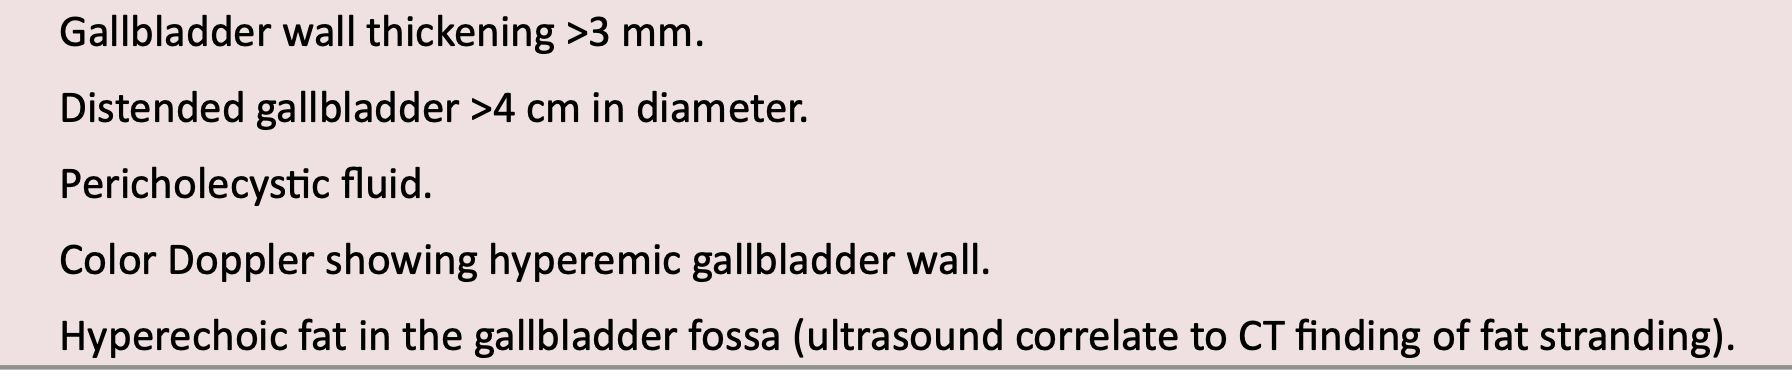 Gallbladder wall thickening >3 mm.
Distended gallbladder >4 cm in diameter.
Pericholecystic fluid.
Color Doppler showing hyperemic gallbladder wall.
Hyperechoic fat in the gallbladder fossa (ultrasound correlate to CT finding of fat stranding).